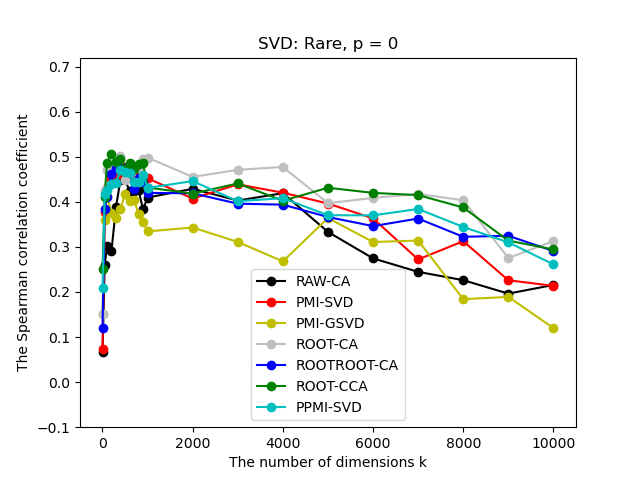 SVD: Rare, p = 0
The Spearman correlation coefficient
0.7
0.6
0.5
0.4
0.3
0.2
0.1
0.0
−0.1
RAW-CA
PMI-SVD
PMI-GSVD
ROOT-CA
ROOTROOT-CA
ROOT-CCA
PPMI-SVD
0 2000 4000 6000 8000 10000
The number of dimensions k